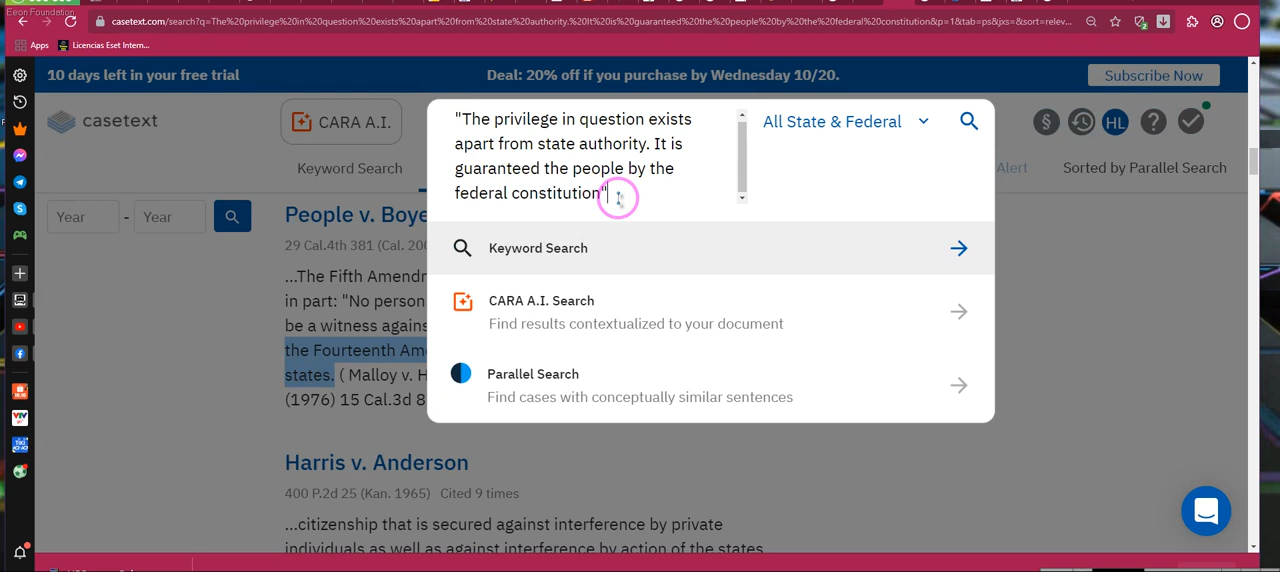 Eeon Foundation
casetext.com/search?q=The%20privilege%20in%20question%20exists%20apart%20from%20state%20authority.%20It%20is%20guaranteed%20the%20people%20by%20the%20federal%20constitution&p=1&tab=ps&jxs=&sort=relev...
Apps Licencias Eset Intern...
10 days left in your free trial Deal: 20% off if you purchase by Wednesday 10/20. Subscribe Now
casetext CARA A.I. "The privilege in question exists All State & Federal § HL ?
apart from state authority. It is
guaranteed the people by the
federal constitution"
Keyword Search Alert Sorted by Parallel Search
Year - Year
People v. Boye
29 Cal.4th 381 (Cal. 200
...The Fifth Amendm
in part: "No person
be a witness agains
the Fourteenth Ame
states. ( Malloy v. H
(1976) 15 Cal.3d 8
Keyword Search
CARA A.I. Search
Find results contextualized to your document
Parallel Search
Find cases with conceptually similar sentences
Harris v. Anderson
400 P.2d 25 (Kan. 1965) Cited 9 times
...citizenship that is secured against interference by private
individuals as well as against interference by action of the states